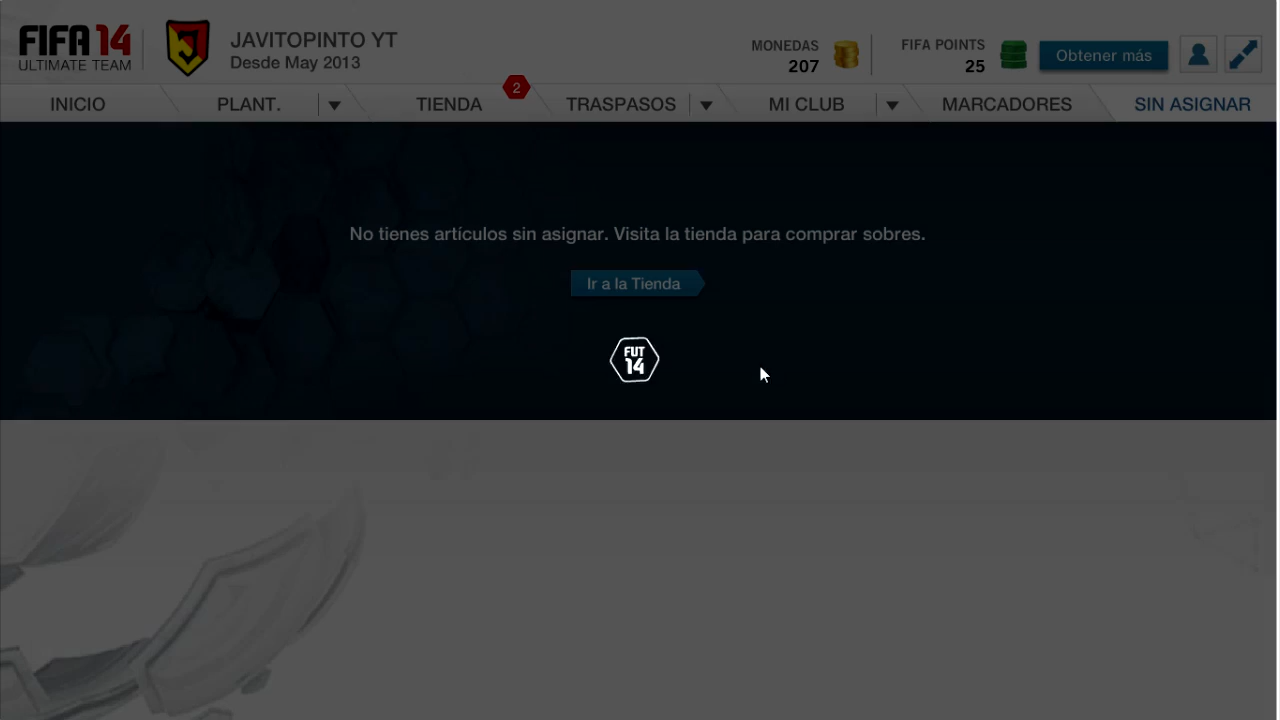 FIFA 14
ULTIMATE TEAM
JAVITOPINTO YT
Desde May 2013
MONEDAS
207
FIFA POINTS
25
Obtener más
INICIO
PLANT.
TIENDA
2
TRASPASOS
MI CLUB
MARCADORES
SIN ASIGNAR
No tienes artículos sin asignar. Visita la tienda para comprar sobres.
Ir a la Tienda
FUT
14